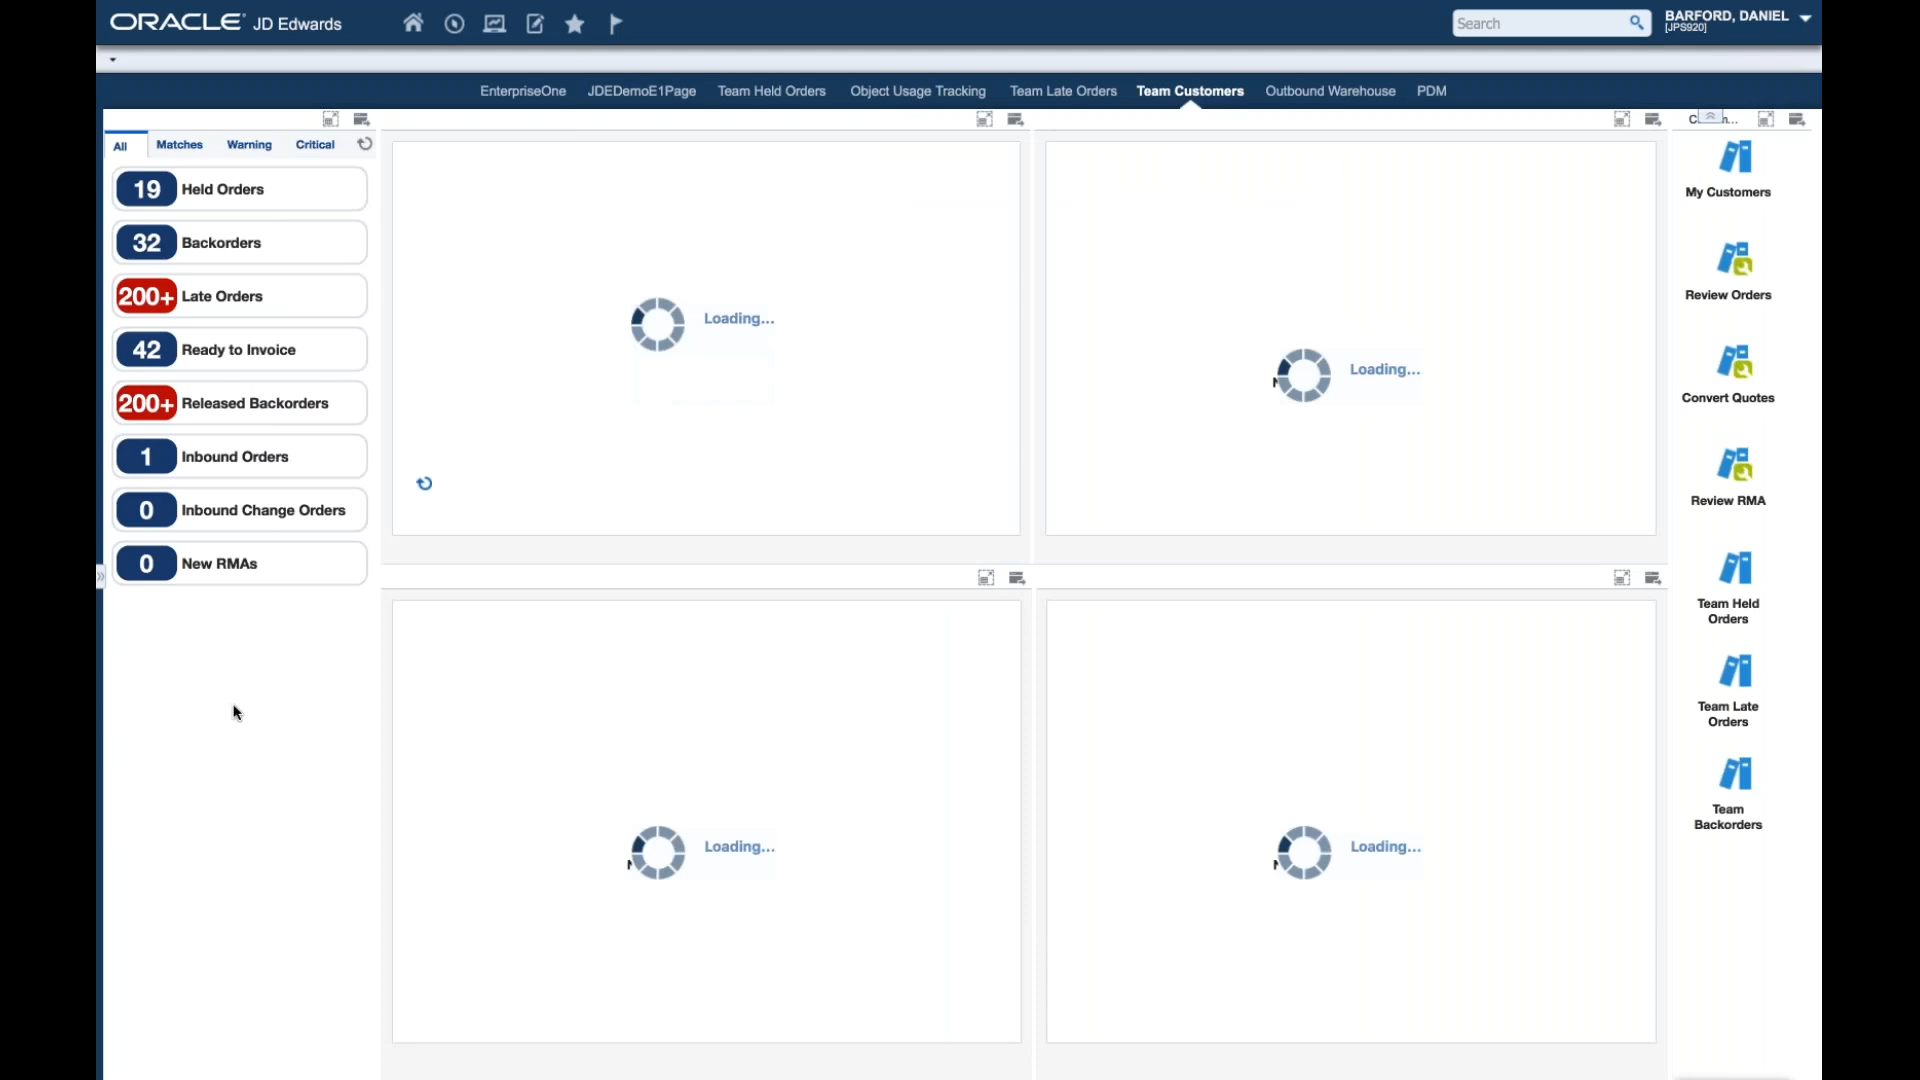 ORACLE JD Edwards
Search
BARFORD, DANIEL
[JPS920]
EnterpriseOne
JDEDemoE1Page
Team Held Orders
Object Usage Tracking
Team Late Orders
Team Customers
Outbound Warehouse
PDM
All
Matches
Warning
Critical
19 Held Orders
32 Backorders
200+ Late Orders
42 Ready to Invoice
200+ Released Backorders
1 Inbound Orders
0 Inbound Change Orders
0 New RMAs
Loading...
Loading...
Loading...
Loading...
My Customers
Review Orders
Convert Quotes
Review RMA
Team Held
Orders
Team Late
Orders
Team
Backorders